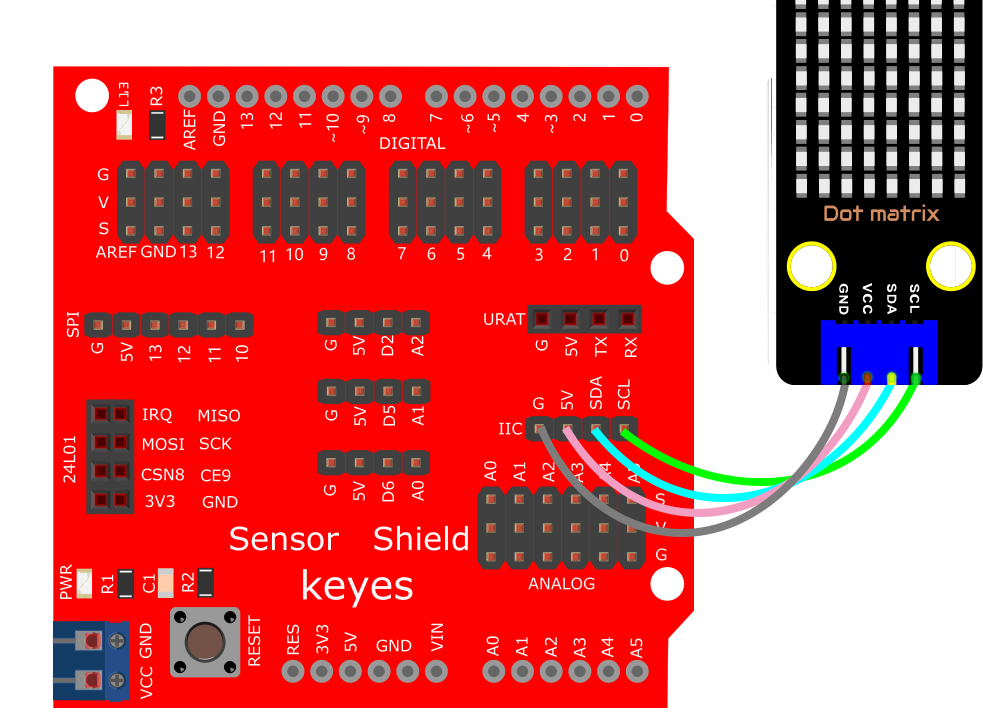 L13
R3
AREF GND 13 12 11 ~10 ~9 8 7 ~6 ~5 4 ~3 2 1 0
DIGITAL
G
V
S
AREF GND 13 12 11 10 9 8 7 6 5 4 3 2 1 0
Dot matrix
GND VCC SDA SCL
SPI
G 5V 13 12 11 10
G 5V D2 A2
URAT
G 5V TX RX
G 5V D5 A1
G 5V SDA SCL
IIC
24L01
IRQ MISO
MOSI SCK
CSN8 CE9
3V3 GND
G 5V D6 A0
A0 A1 A2 A3 A4
S
V
G
ANALOG
Sensor Shield
keyes
PWR
R1
C1
R2
GND
VCC
RESET
RES 3V3 5V GND VIN
A0 A1 A2 A3 A4 A5